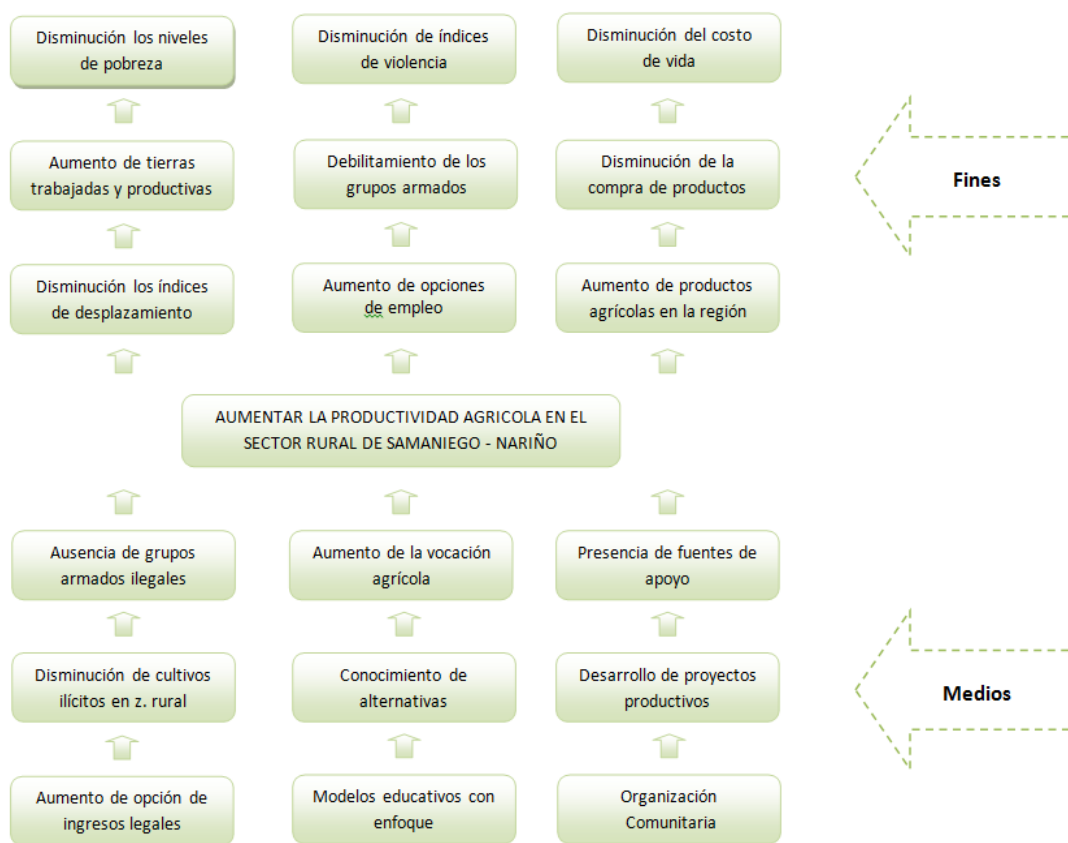 Disminución los niveles
de pobreza
Disminución de índices
de violencia
Disminución del costo
de vida
Aumento de tierras
trabajadas y productivas
Debilitamiento de los
grupos armados
Disminución de la
compra de productos
Fines
Disminución los índices
de desplazamiento
Aumento de opciones
de empleo
Aumento de productos
agrícolas en la región
AUMENTAR LA PRODUCTIVIDAD AGRICOLA EN EL
SECTOR RURAL DE SAMANIEGO - NARIÑO
Ausencia de grupos
armados ilegales
Aumento de la vocación
agrícola
Presencia de fuentes de
apoyo
Disminución de cultivos
ilícitos en z. rural
Conocimiento de
alternativas
Desarrollo de proyectos
productivos
Medios
Aumento de opción de
ingresos legales
Modelos educativos con
enfoque
Organización
Comunitaria